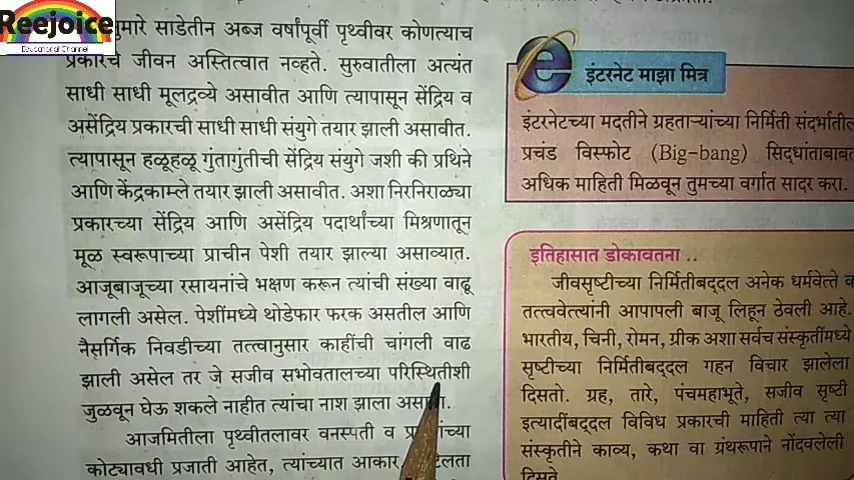 Reejoice
Educational Channel
सुमारे साडेतीन अब्ज वर्षांपूर्वी पृथ्वीवर कोणत्याच
प्रकारचे जीवन अस्तित्वात नव्हते. सुरुवातीला अत्यंत
साधी साधी मूलद्रव्ये असावीत आणि त्यापासून सेंद्रिय व
असेंद्रिय प्रकारची साधी साधी संयुगे तयार झाली असावीत.
त्यापासून हळूहळू गुंतागुंतीची सेंद्रिय संयुगे जशी की प्रथिने
आणि केंद्रकाम्ले तयार झाली असावीत. अशा निरनिराळ्या
प्रकारच्या सेंद्रिय आणि असेंद्रिय पदार्थांच्या मिश्रणातून
मूळ स्वरूपाच्या प्राचीन पेशी तयार झाल्या असाव्यात.
आजूबाजूच्या रसायनांचे भक्षण करून त्यांची संख्या वाढू
लागली असेल. पेशींमध्ये थोडेफार फरक असतील आणि
नैसर्गिक निवडीच्या तत्त्वानुसार काहींची चांगली वाढ
झाली असेल तर जे सजीव सभोवतालच्या परिस्थितीशी
जुळवून घेऊ शकले नाहीत त्यांचा नाश झाला
आजमितीला पृथ्वीतलावर वनस्पती व
कोट्यावधी प्रजाती आहेत, त्यांच्यात आकार
इंटरनेट माझा मित्र
इंटरनेटच्या मदतीने ग्रहताऱ्यांच्या निर्मिती संदर्भातील
प्रचंड विस्फोट (Big-bang) सिद्धांताबाबत
अधिक माहिती मिळवून तुमच्या वर्गात सादर करा.
इतिहासात डोकावतना ..
जीवसृष्टीच्या निर्मितीबद्दल अनेक धर्मवेत्ते व
तत्त्ववेत्यांनी आपापली बाजू लिहून ठेवली आहे.
भारतीय, चिनी, रोमन, ग्रीक अशा सर्वच संस्कृतींमध्ये
सृष्टीच्या निर्मितीबद्दल गहन विचार झालेला
दिसतो. ग्रह, तारे, पंचमहाभूते, सजीव सृष्टी
इत्यादींबद्दल विविध प्रकारची माहिती त्या त्या
संस्कृतीने काव्य, कथा वा ग्रंथरूपाने नोंदवलेली
दिसते